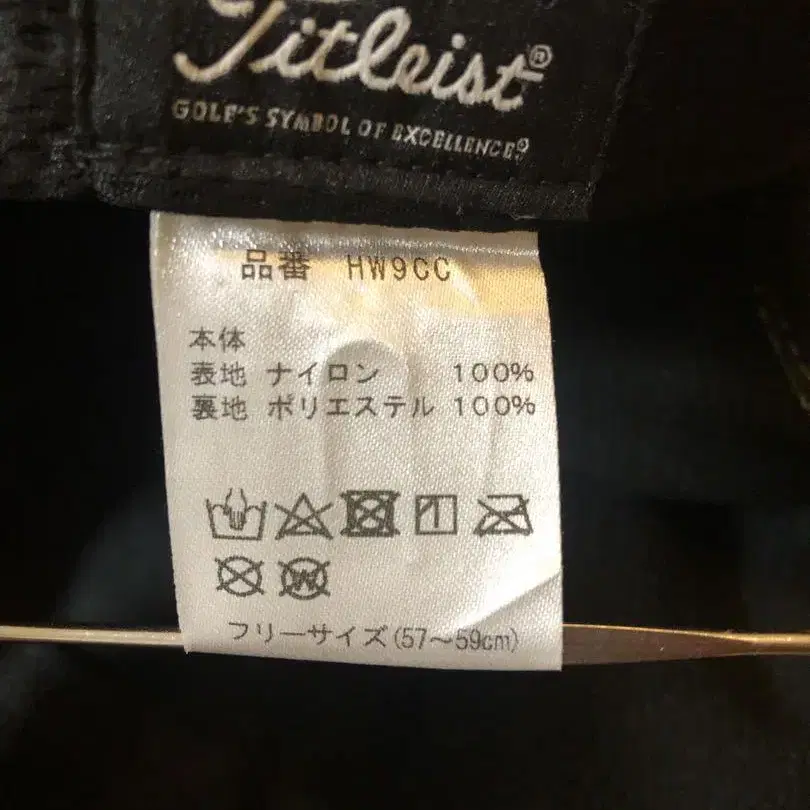 Titleist®
GOLF'S SYMBOL OF EXCELLENCE®
品番 HW9CC
本体
表地 ナイロン 100%
裏地 ポリエステル 100%
W
フリーサイズ(57〜59cm)